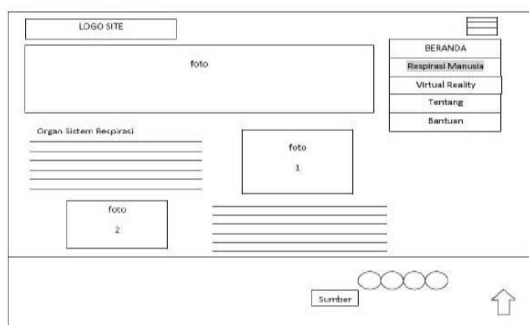 LOGO SITE
foto
BERANDA
Respirasi Manusia
Virtual Reality
Tentang
Bantuan
Organ Sistem Respirasi
foto
1
foto
2
Sumber